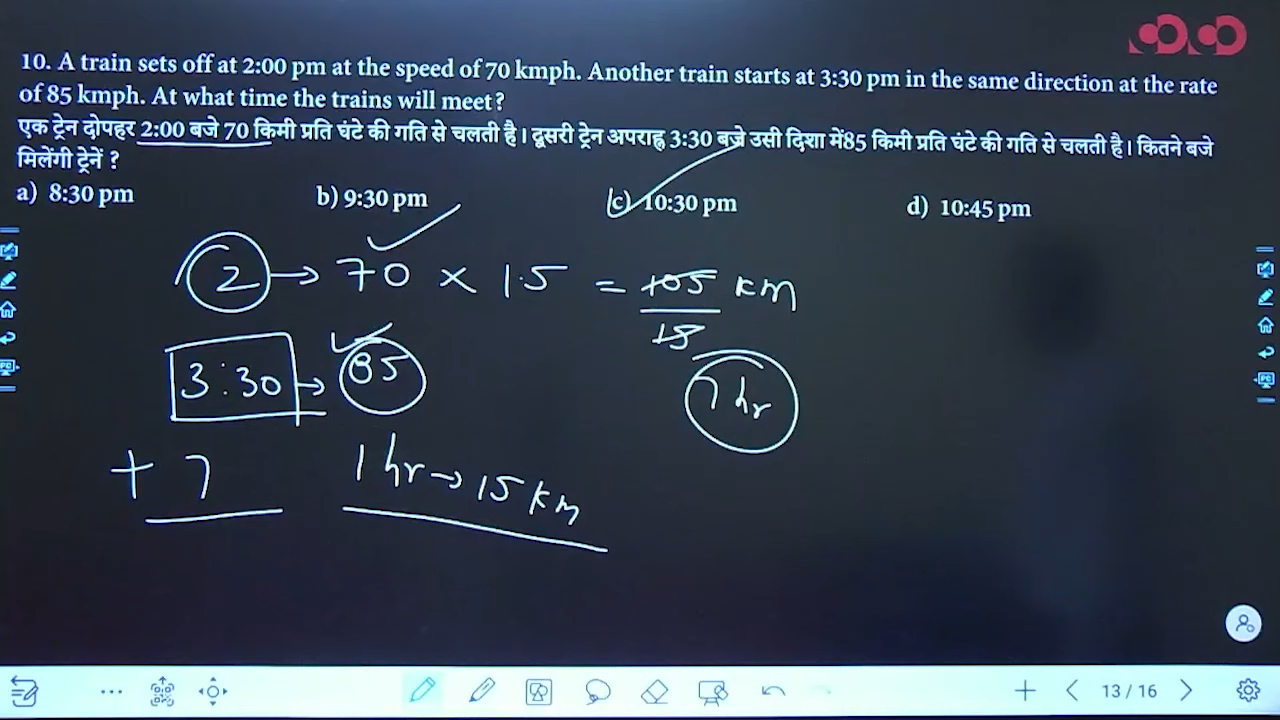 10. A train sets off at 2:00 pm at the speed of 70 kmph. Another train starts at 3:30 pm in the same direction at the rate
of 85 kmph. At what time the trains will meet?
एक ट्रेन दोपहर 2:00 बजे 70 किमी प्रति घंटे की गति से चलती है। दूसरी ट्रेन अपराह्न 3:30 बजे उसी दिशा में85 किमी प्रति घंटे की गति से चलती है। कितने बजे
मिलेंगी ट्रेनें ?
a) 8:30 pm b) 9:30 pm (c) 10:30 pm d) 10:45 pm
2 → 70 × 1.5 = 105 km
15
3:30 → 85
7 hr
+ 7 1 hr → 15 km
13 / 16